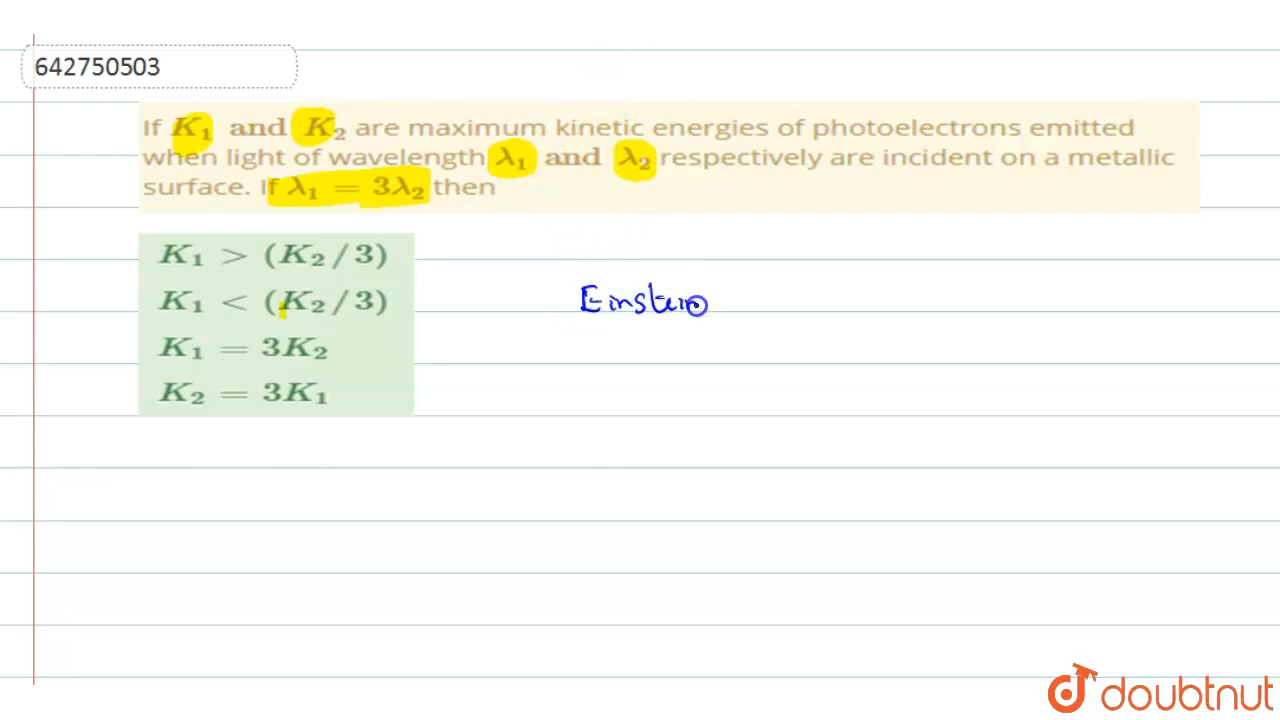 642750503
If K₁ and K₂ are maximum kinetic energies of photoelectrons emitted
when light of wavelength λ₁ and λ₂ respectively are incident on a metallic
surface. If λ₁ = 3λ₂ then
K₁ > (K₂/3)
K₁ < (K₂/3)
K₁ = 3K₂
K₂ = 3K₁
Einstein
doubtnut